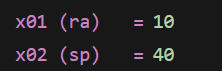 x01 (ra)   = 10
x02 (sp)   = 40